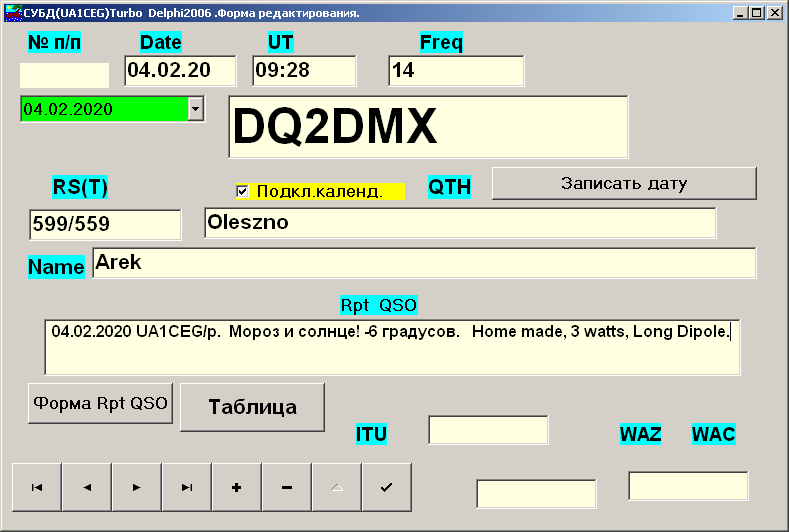 СУБД(UA1CEG)Turbo Delphi2006 .Форма редактирования.
№ п/п Date UT Freq
04.02.20 09:28 14
04.02.2020
DQ2DMX
RS(T) Подкл.календ. QTH Записать дату
599/559 Oleszno
Name Arek
Rpt QSO
04.02.2020 UA1CEG/p. Мороз и солнце! -6 градусов. Home made, 3 watts, Long Dipole.
Форма Rpt QSO Таблица
ITU WAZ WAC